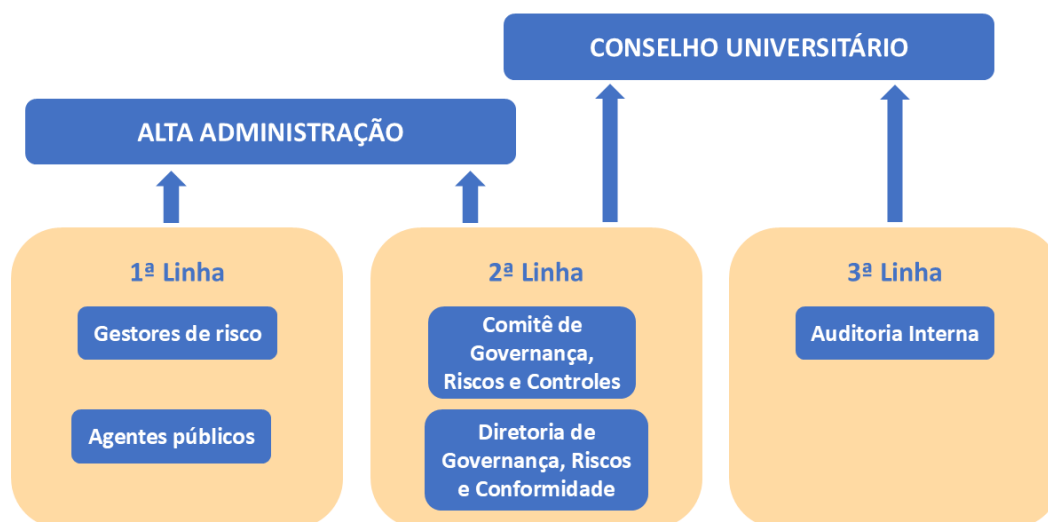 CONSELHO UNIVERSITÁRIO
ALTA ADMINISTRAÇÃO
1ª Linha
Gestores de risco
Agentes públicos
2ª Linha
Comitê de
Governança,
Riscos e Controles
Diretoria de
Governança, Riscos
e Conformidade
3ª Linha
Auditoria Interna